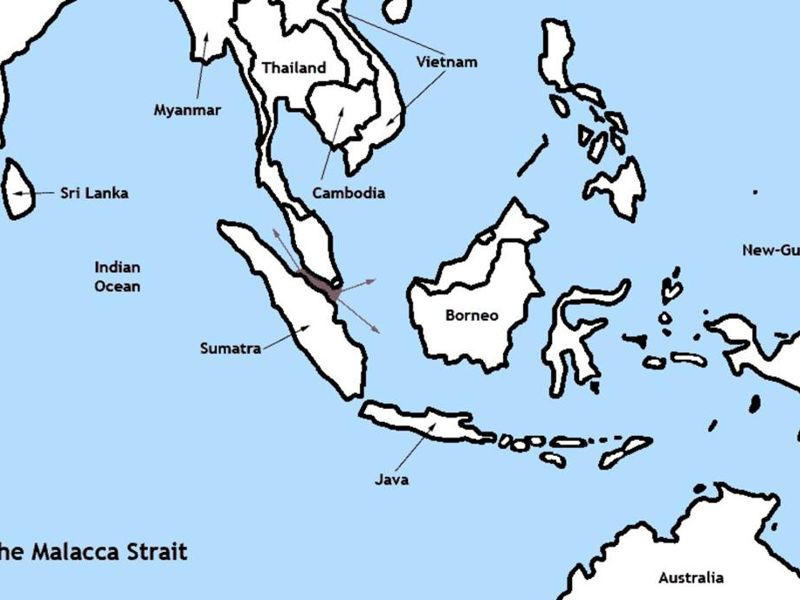 Vietnam
Thailand
Myanmar
Sri Lanka
Cambodia
New-Gu
Indian
Ocean
Borneo
Sumatra
Java
he Malacca Strait
Australia